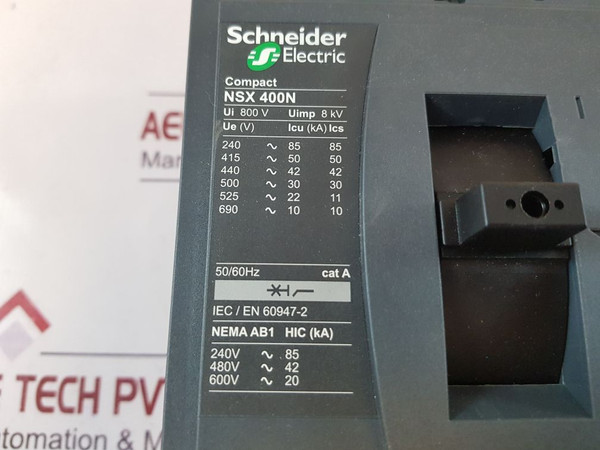 Schneider
Electric
Compact
NSX 400N
Ui 800 V Uimp 8 kV
Ue (V) Icu (kA) Ics
240 ~ 85 85
415 ~ 50 50
440 ~ 42 42
500 ~ 30 30
525 ~ 22 11
690 ~ 10 10
50/60Hz cat A
IEC / EN 60947-2
NEMA AB1 HIC (kA)
240V ~ 85
480V ~ 42
600V ~ 20
AE
Mar
TECH PV
utomation & M